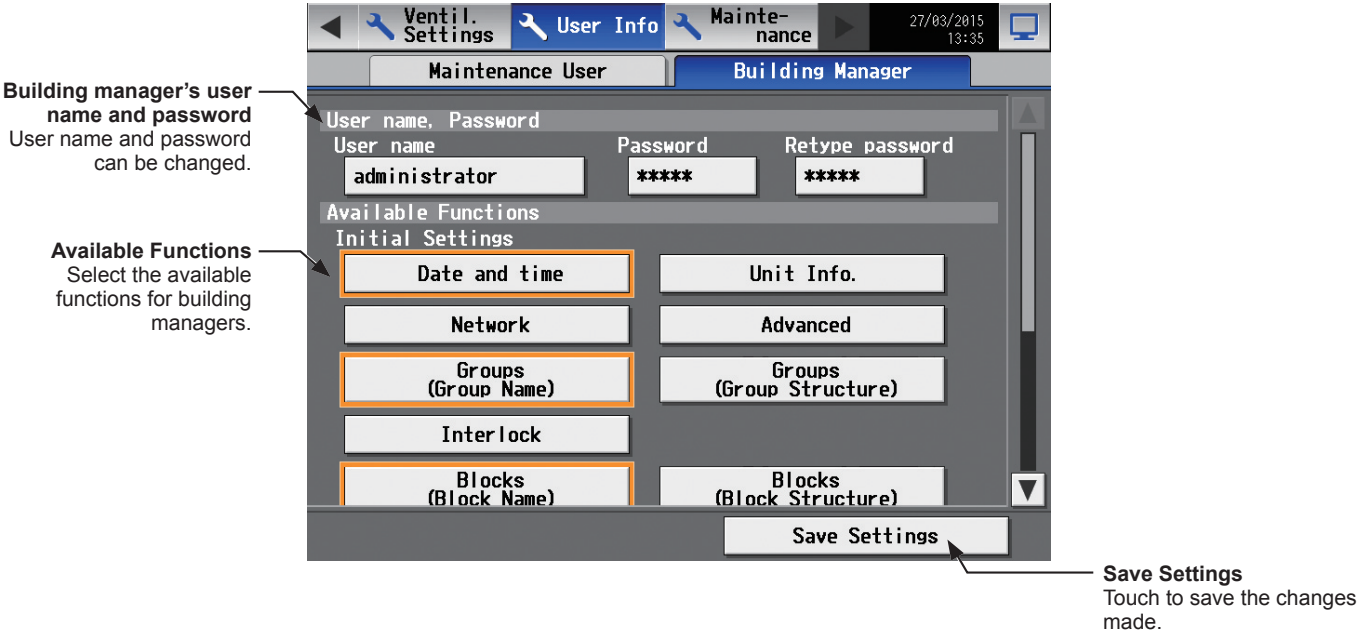 Ventil.
Settings
User Info
Mainte-
nance
27/03/2015
13:35
Maintenance User
Building Manager
Building manager’s user
name and password
User name and password
can be changed.
User name, Password
User name
Password
Retype password
administrator
*****
*****
Available Functions
Initial Settings
Available Functions
Select the available
functions for building
managers.
Date and time
Unit Info.
Network
Advanced
Groups
(Group Name)
Groups
(Group Structure)
Interlock
Blocks
(Block Name)
Blocks
(Block Structure)
Save Settings
Save Settings
Touch to save the changes
made.